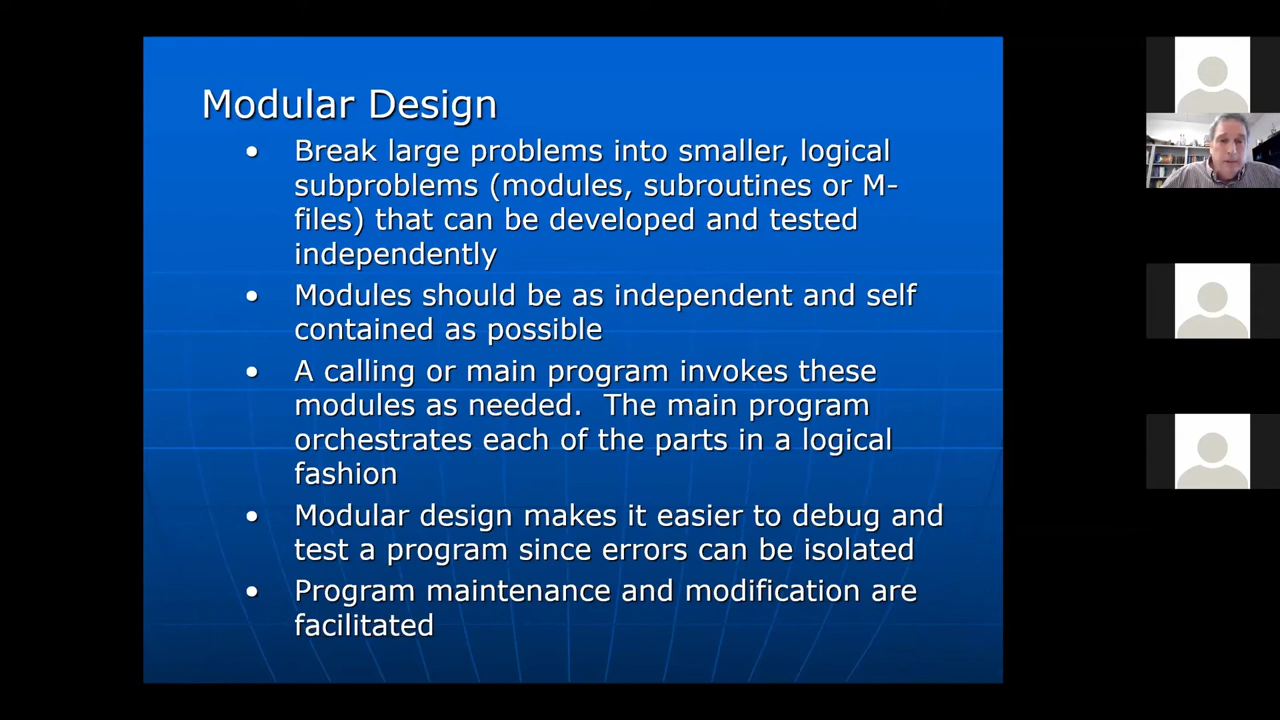 Modular Design
• Break large problems into smaller, logical
subproblems (modules, subroutines or M-
files) that can be developed and tested
independently
• Modules should be as independent and self
contained as possible
• A calling or main program invokes these
modules as needed.  The main program
orchestrates each of the parts in a logical
fashion
• Modular design makes it easier to debug and
test a program since errors can be isolated
• Program maintenance and modification are
facilitated